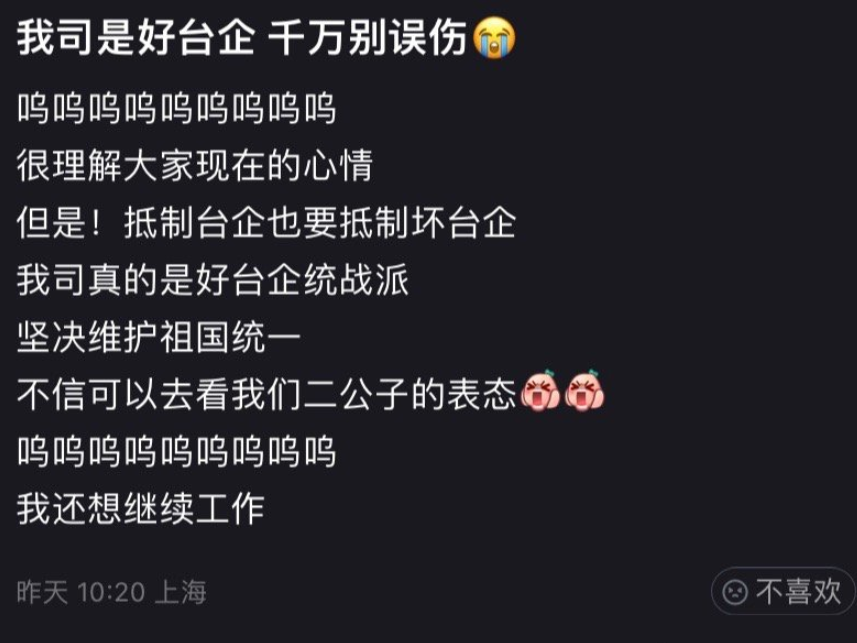 我司是好台企 千万别误伤😭
呜呜呜呜呜呜呜呜呜
很理解大家现在的心情
但是！抵制台企也要抵制坏台企
我司真的是好台企统战派
坚决维护祖国统一
不信可以去看我们二公子的表态
呜呜呜呜呜呜呜呜呜
我还想继续工作
昨天 10:20 上海
不喜欢